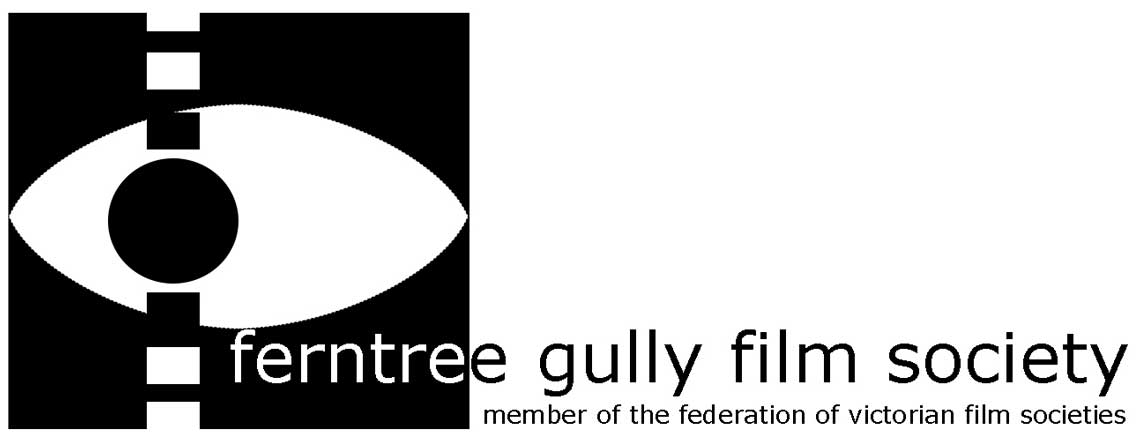 ferntree gully film society
member of the federation of victorian film societies